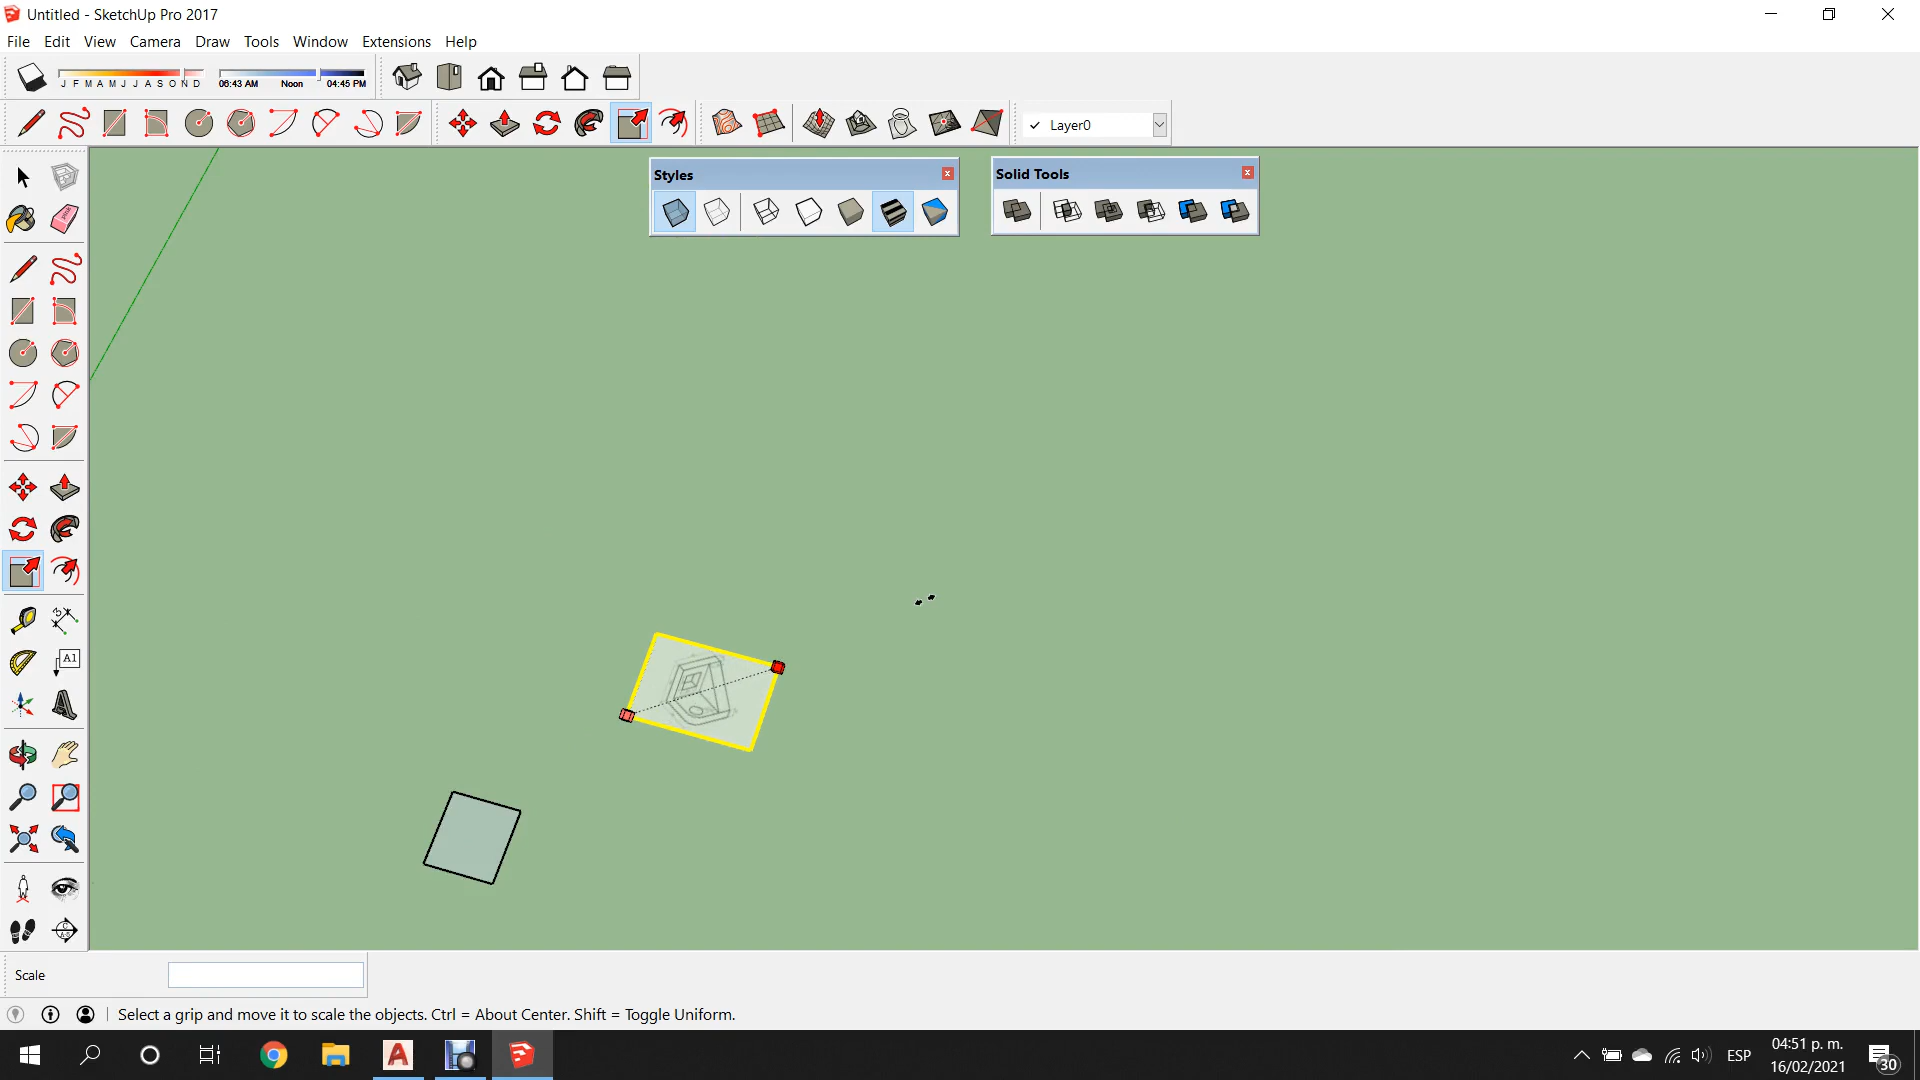 Untitled - SketchUp Pro 2017
File Edit View Camera Draw Tools Window Extensions Help
J F M A M J J A S O N D
06:43 AM Noon 04:45 PM
Layer0
Styles
Solid Tools
A1
Scale
Select a grip and move it to scale the objects. Ctrl = About Center. Shift = Toggle Uniform.
ESP
04:51 p. m.
16/02/2021
30